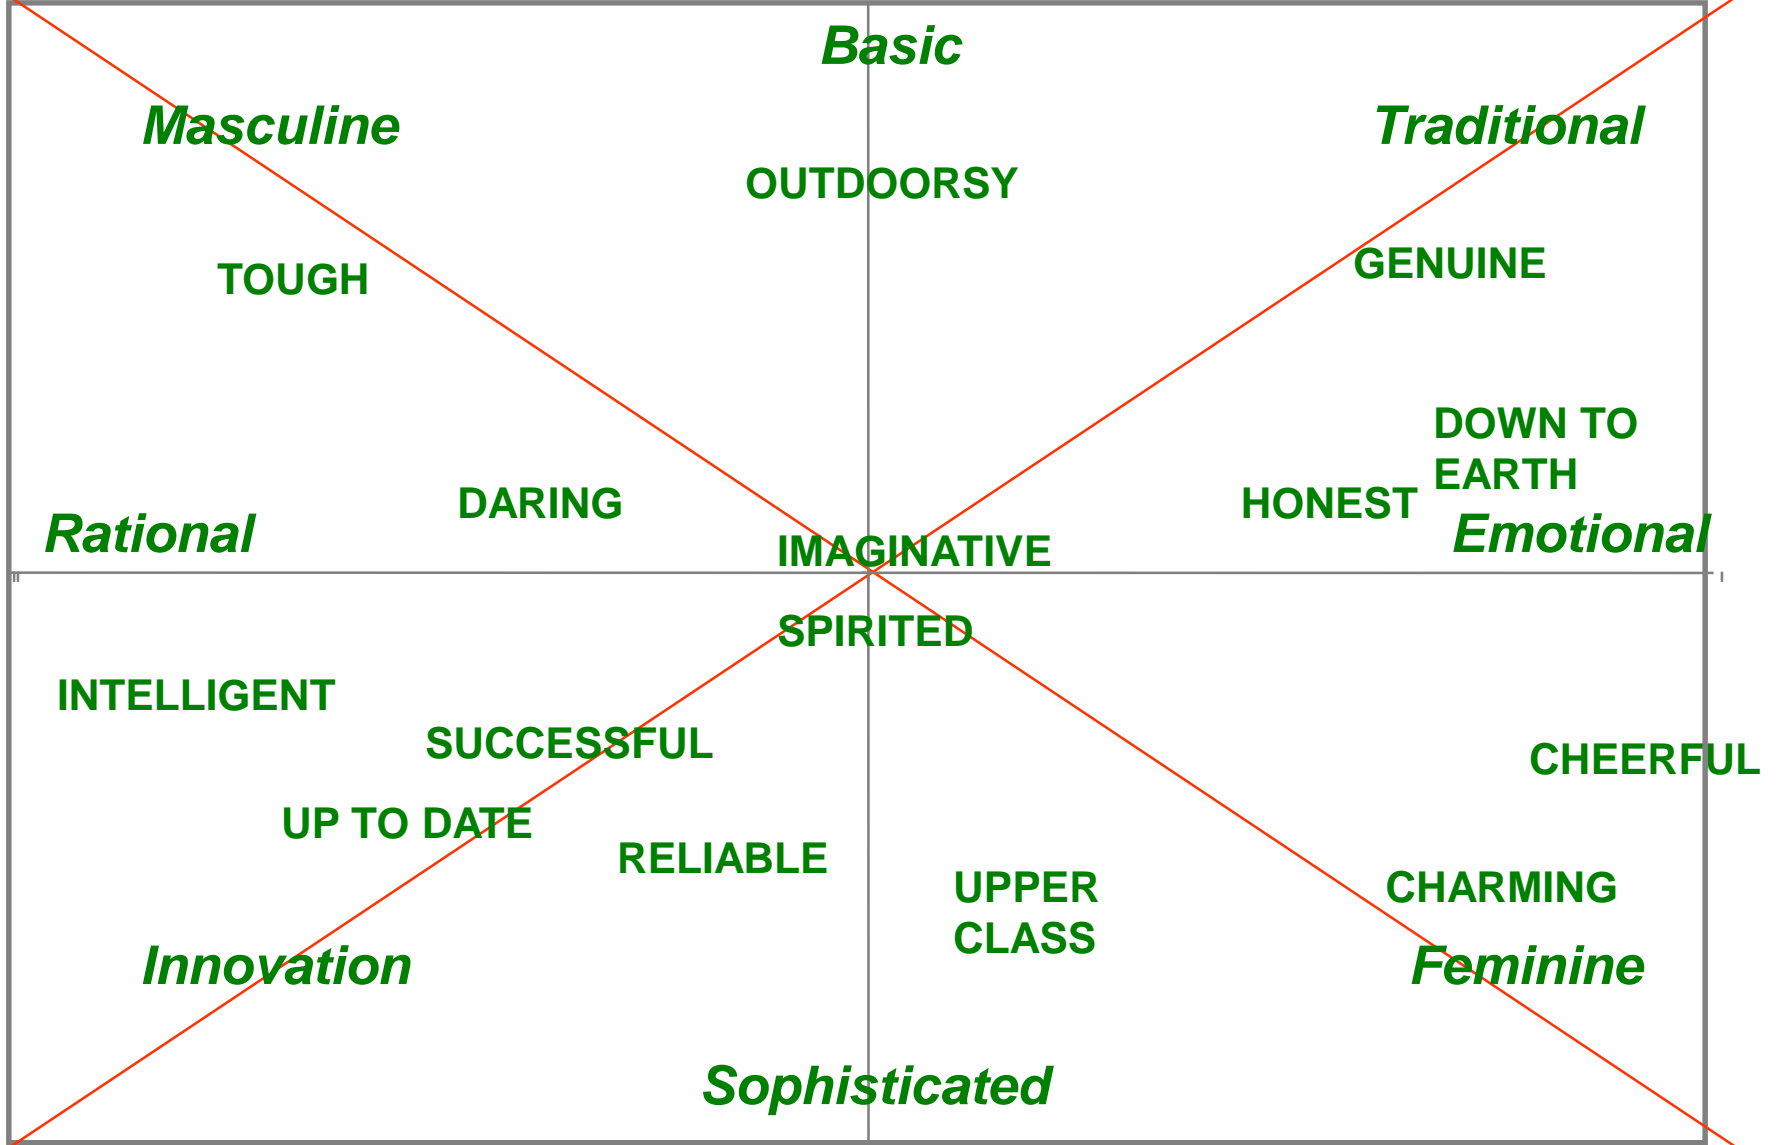 Basic
Masculine
Traditional
OUTDOORSY
GENUINE
TOUGH
DOWN TO
EARTH
DARING
HONEST
Rational
Emotional
IMAGINATIVE
SPIRITED
INTELLIGENT
SUCCESSFUL
CHEERFUL
UP TO DATE
RELIABLE
UPPER
CLASS
CHARMING
Innovation
Feminine
Sophisticated